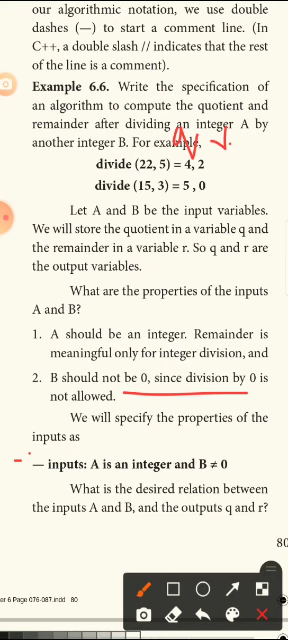 our algorithmic notation, we use double
dashes (—) to start a comment line. (In
C++, a double slash // indicates that the rest
of the line is a comment).
Example 6.6. Write the specification of
an algorithm to compute the quotient and
remainder after dividing an integer A by
another integer B. For example,
divide (22, 5) = 4, 2
divide (15, 3) = 5 , 0
Let A and B be the input variables.
We will store the quotient in a variable q and
the remainder in a variable r. So q and r are
the output variables.
What are the properties of the inputs
A and B?
1. A should be an integer. Remainder is
meaningful only for integer division, and
2. B should not be 0, since division by 0 is
not allowed.
We will specify the properties of the
inputs as
— inputs: A is an integer and B ≠ 0
What is the desired relation between
the inputs A and B, and the outputs q and r?
80
er 6 Page 076-087.indd 80